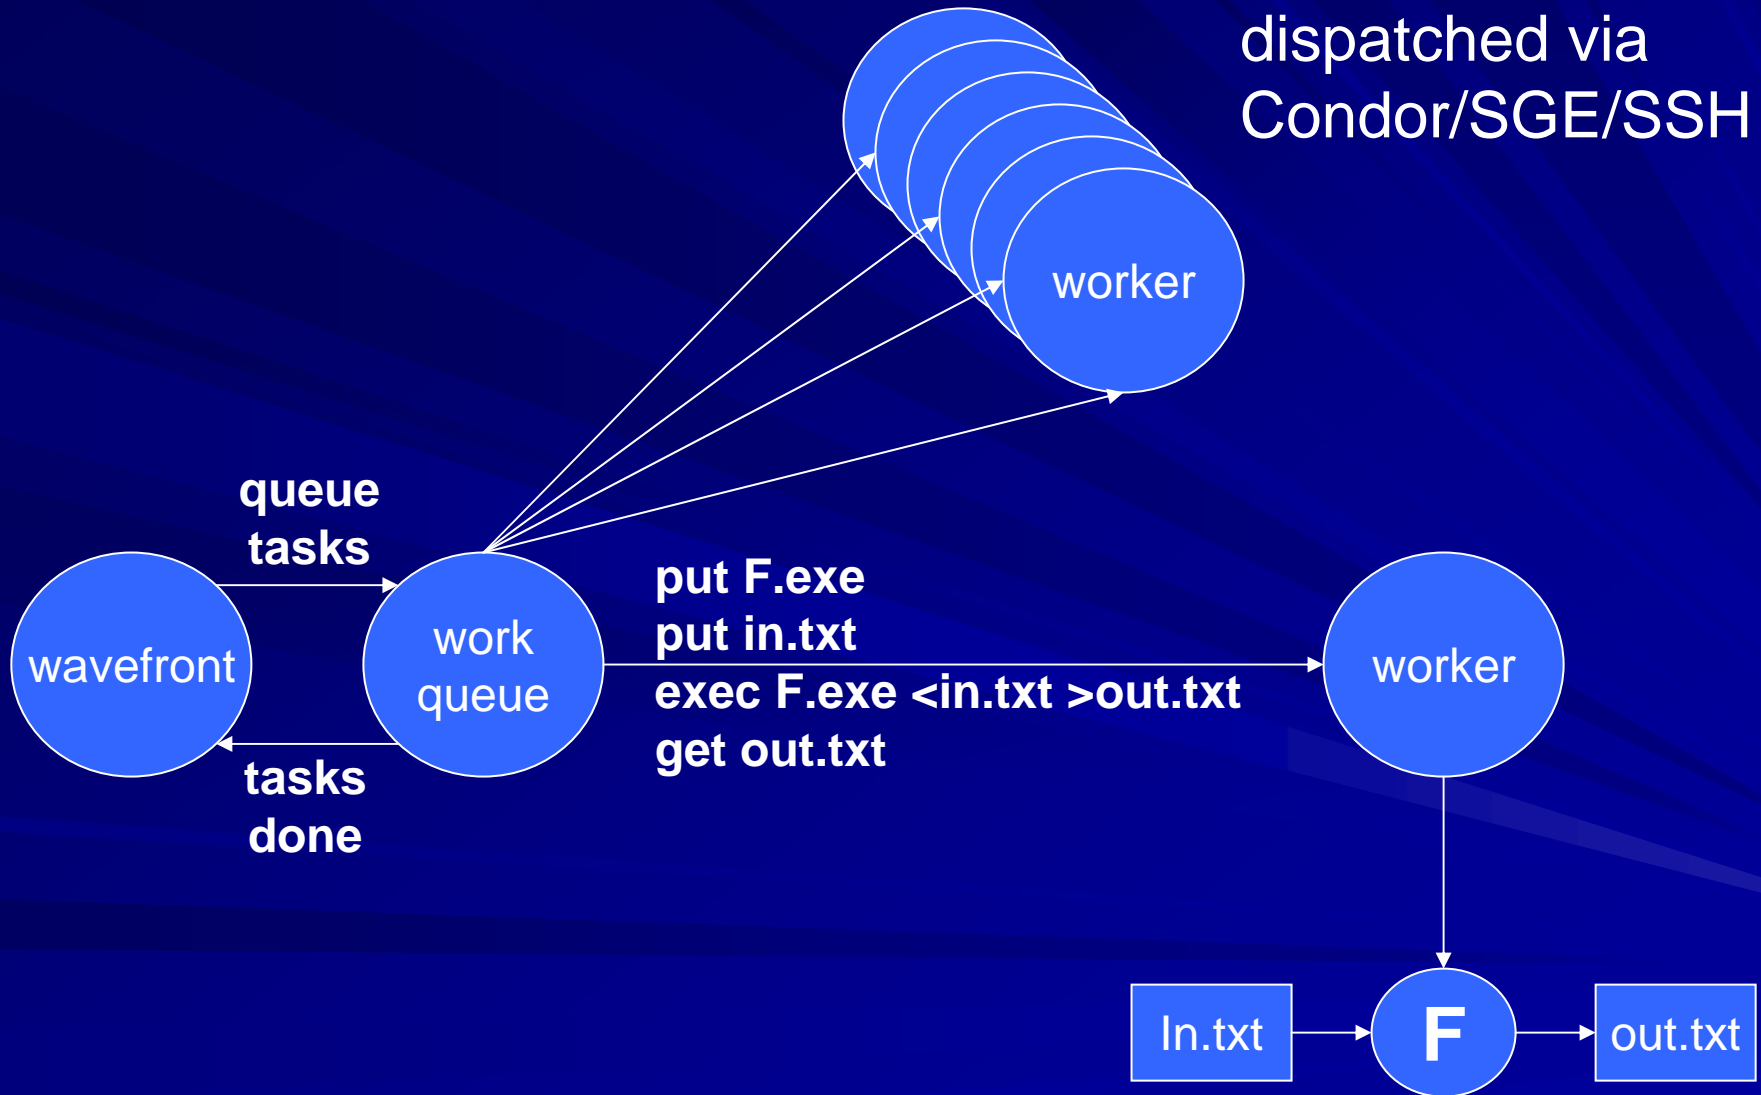 dispatched via
Condor/SGE/SSH
worker
queue
tasks
wavefront
work
queue
tasks
done
put F.exe
put in.txt
exec F.exe <in.txt >out.txt
get out.txt
worker
In.txt
F
out.txt